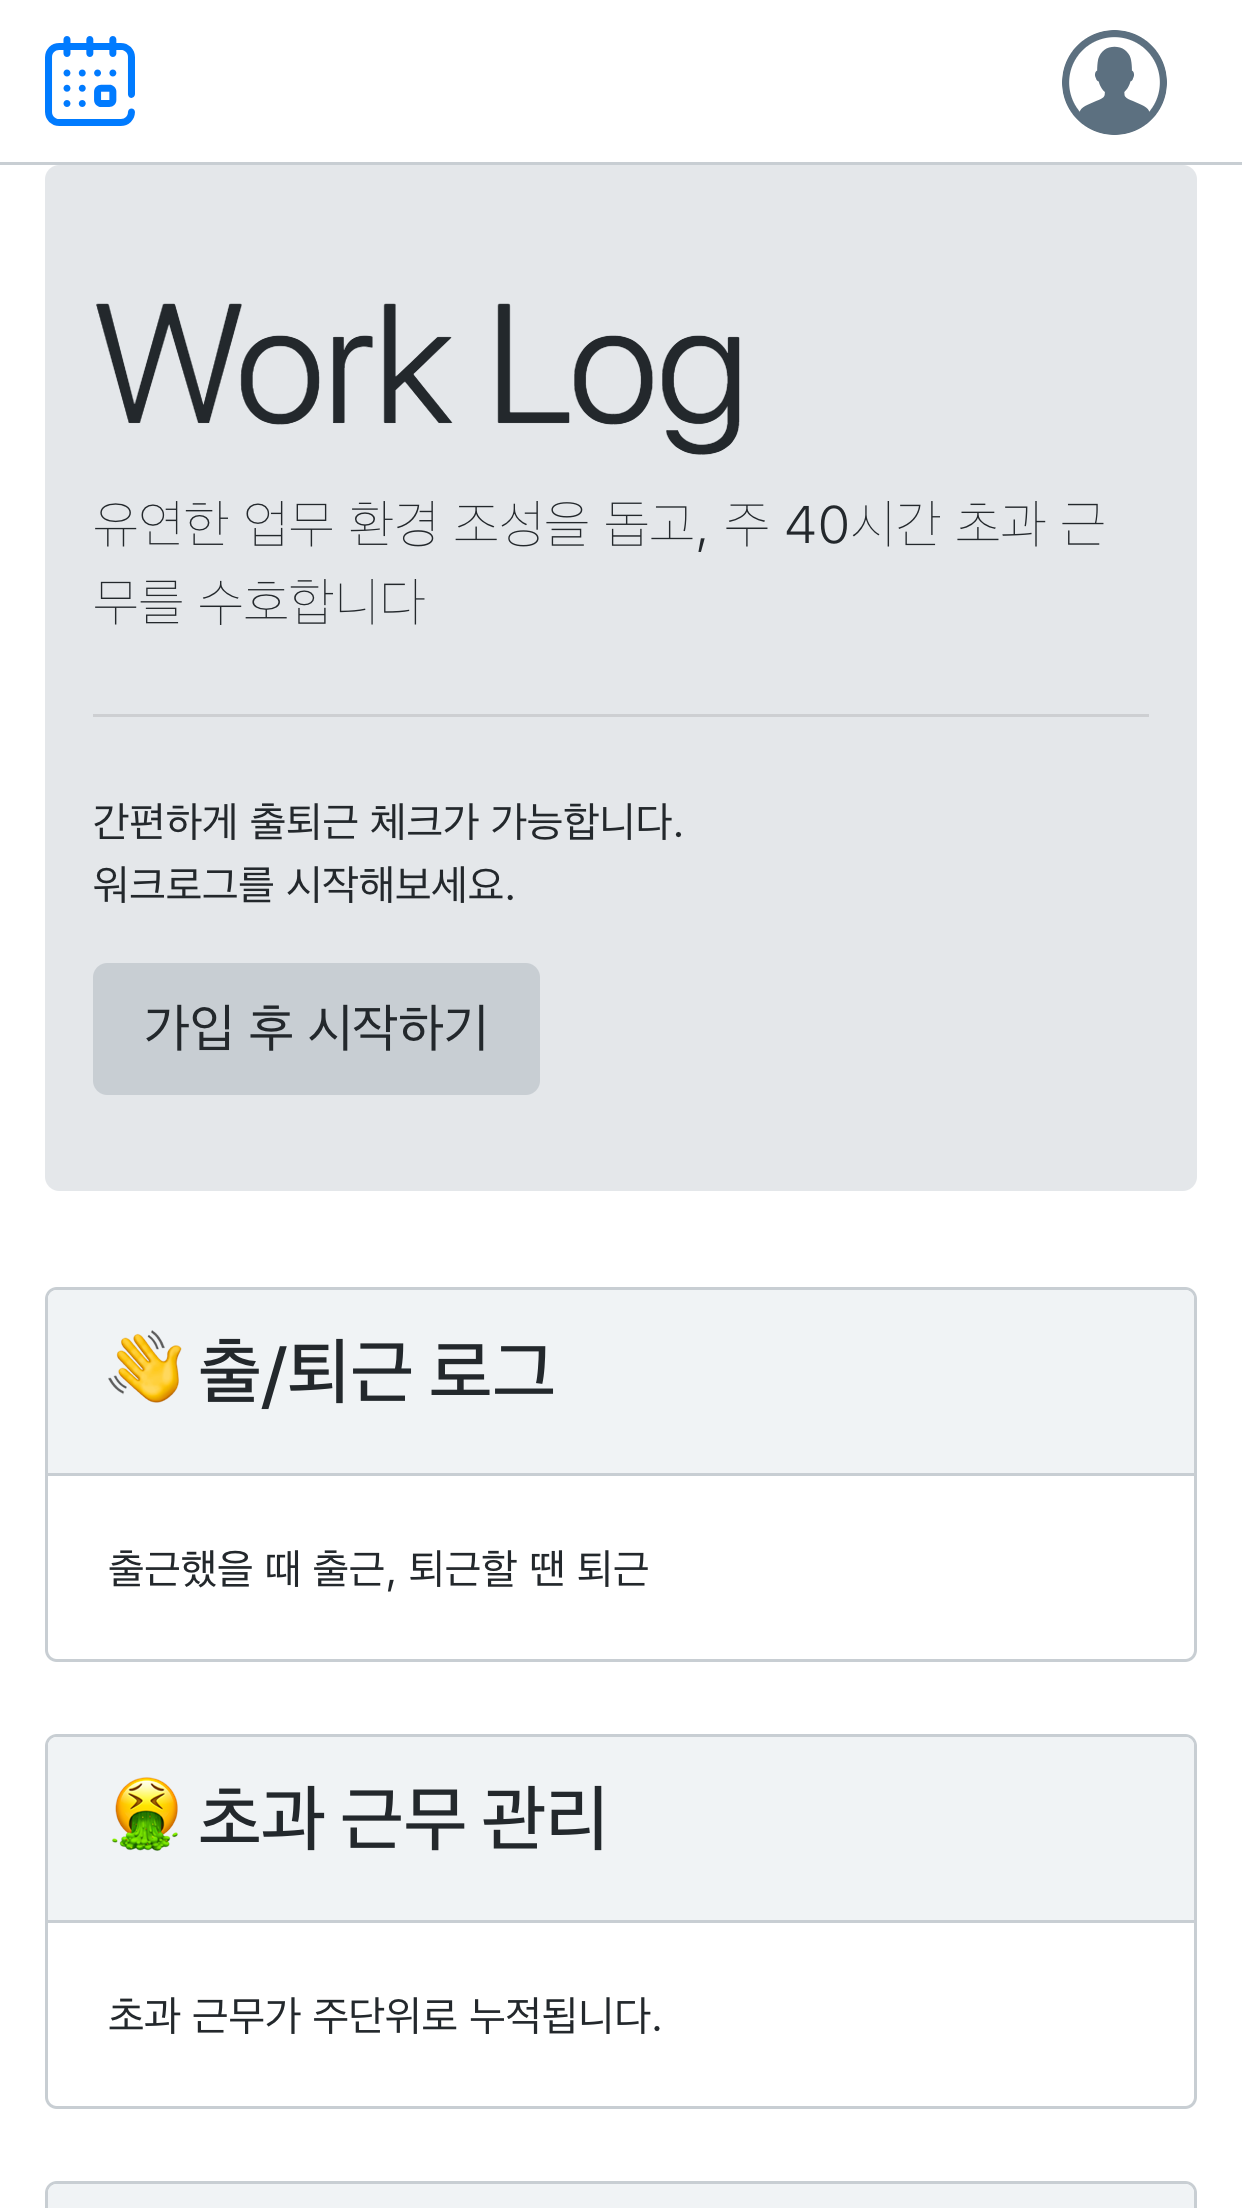 Work Log
유연한 업무 환경 조성을 돕고, 주 40시간 초과 근
무를 수호합니다
간편하게 출퇴근 체크가 가능합니다.
워크로그를 시작해보세요.
가입 후 시작하기
👋 출/퇴근 로그
출근했을 때 출근, 퇴근할 땐 퇴근
🤮 초과 근무 관리
초과 근무가 주단위로 누적됩니다.